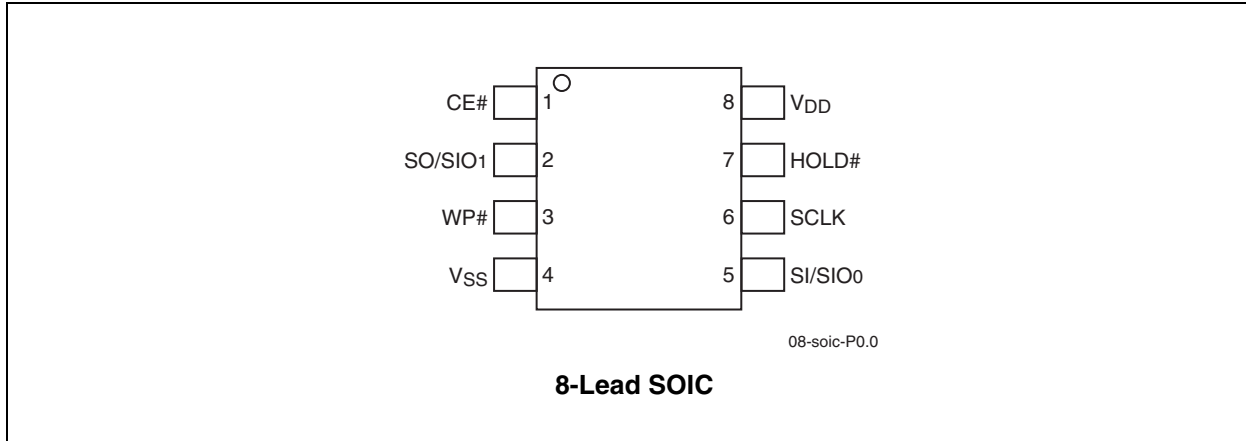 CE# 1 8 VDD
SO/SIO1 2 7 HOLD#
WP# 3 6 SCLK
VSS 4 5 SI/SIO0
08-soic-P0.0
8-Lead SOIC